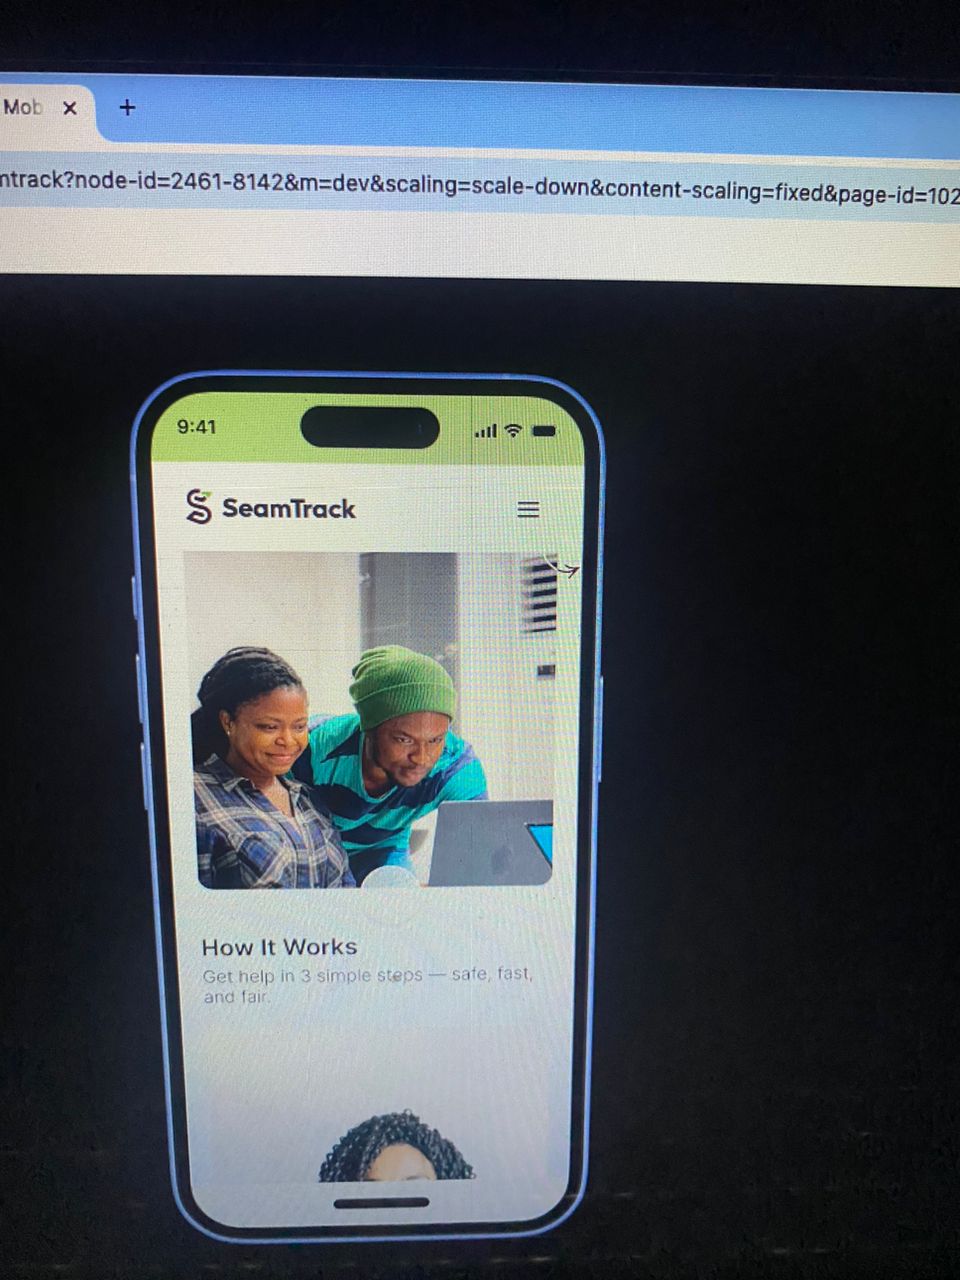 Mob
mtrack?node-id=2461-8142&m=dev&scaling=scale-down&content-scaling=fixed&page-id=102
9:41
SeamTrack
How It Works
Get help in 3 simple steps — safe, fast,
and fair.